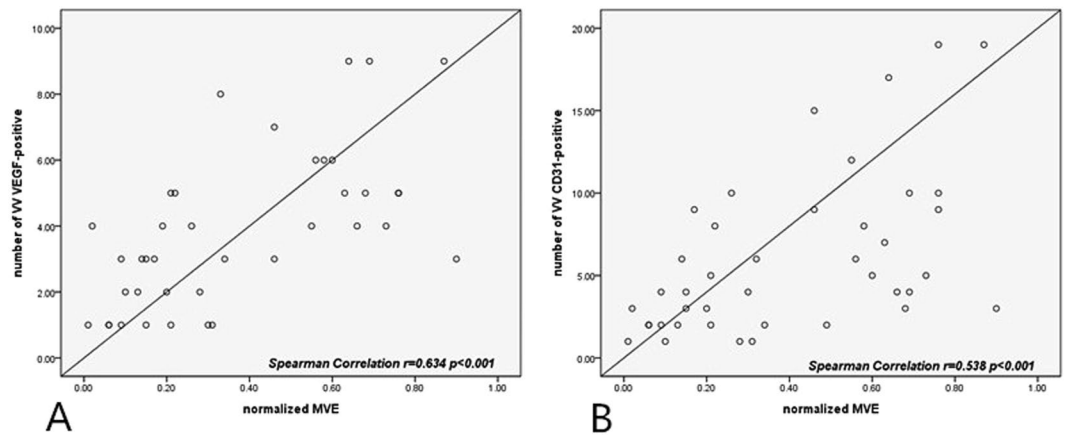 10.00
8.00
6.00
4.00
2.00
0.00
number of VV VEGF-positive
Spearman Correlation r=0.634 p<0.001
0.00 0.20 0.40 0.60 0.80 1.00
normalized MVE
A
20.00
15.00
10.00
5.00
0.00
number of VV CD31-positive
Spearman Correlation r=0.538 p<0.001
0.00 0.20 0.40 0.60 0.80 1.00
normalized MVE
B